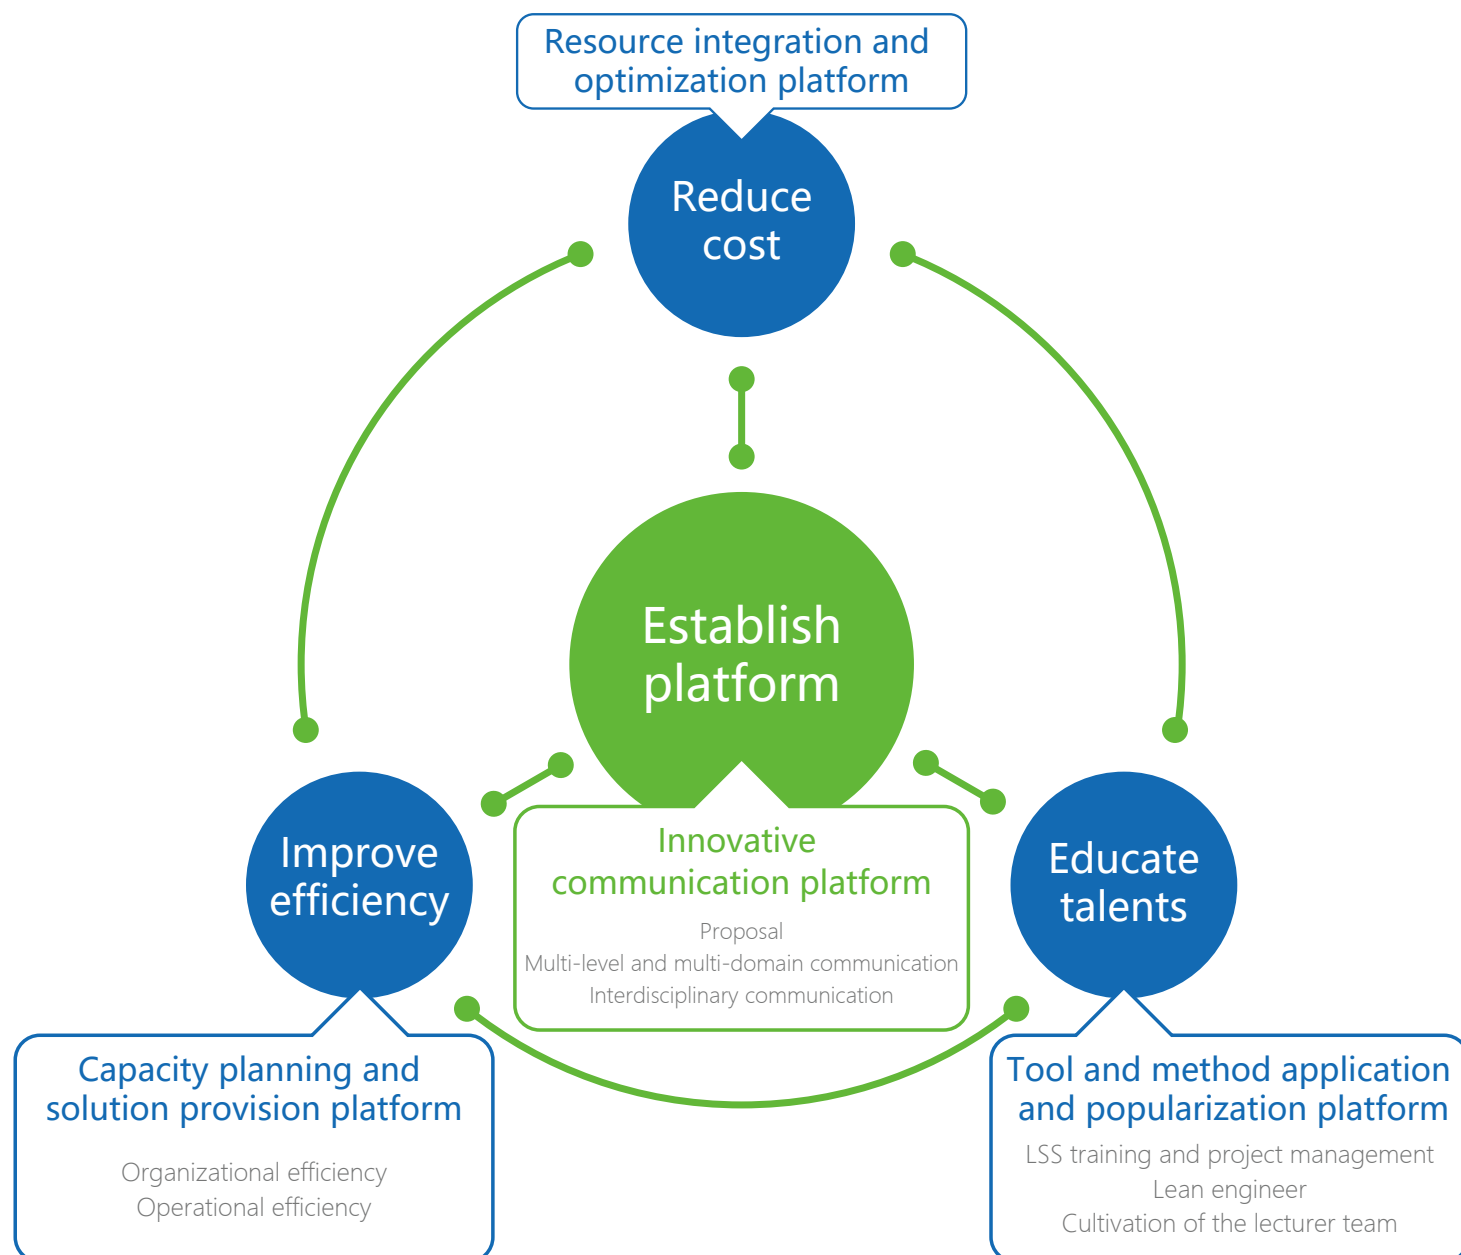 Resource integration and
optimization platform
Reduce
cost
Establish
platform
Innovative
communication platform
Proposal
Multi-level and multi-domain communication
Interdisciplinary communication
Improve
efficiency
Capacity planning and
solution provision platform
Organizational efficiency
Operational efficiency
Educate
talents
Tool and method application
and popularization platform
LSS training and project management
Lean engineer
Cultivation of the lecturer team